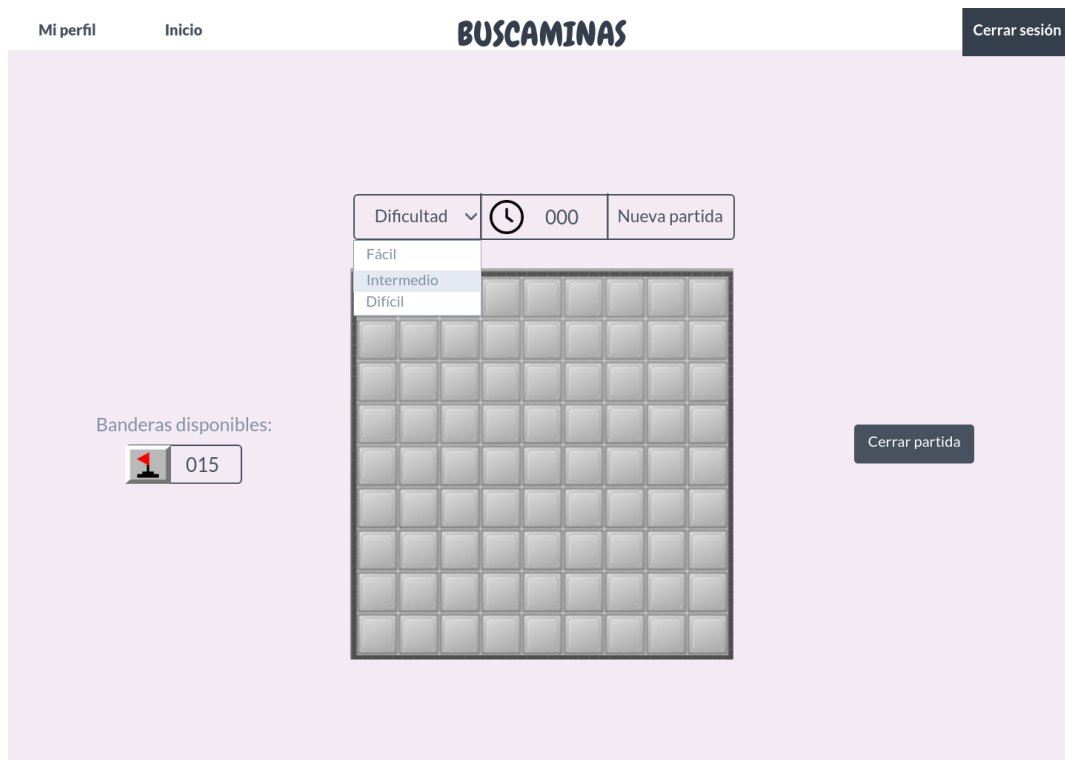 Mi perfil
Inicio
BUSCAMINAS
Cerrar sesión
Dificultad
000
Nueva partida
Fácil
Intermedio
Difícil
Banderas disponibles:
015
Cerrar partida